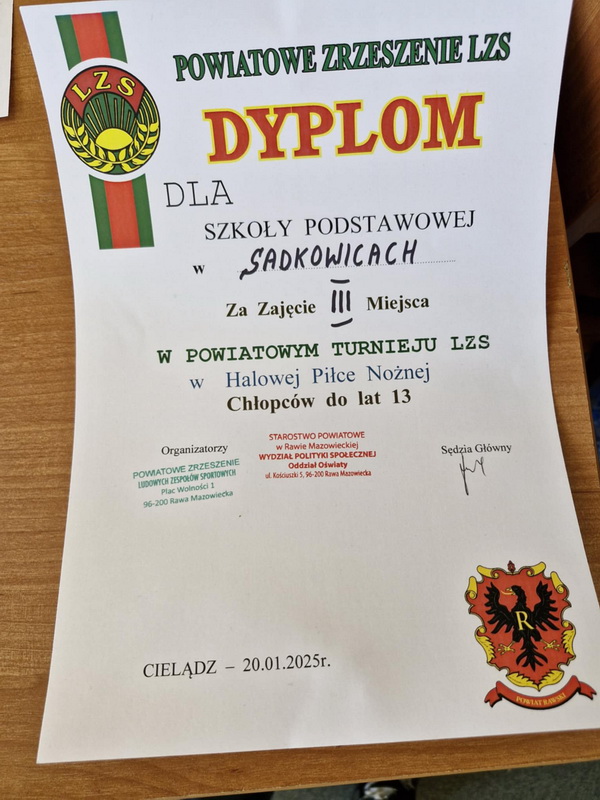 POWIATOWE ZRZESZENIE LZS
LZS
DYPLOM
DLA
SZKOŁY PODSTAWOWEJ
w SADKOWICACH
Za Zajęcie III Miejsca
W POWIATOWYM TURNIEJU LZS
w Halowej Piłce Nożnej
Chłopców do lat 13
Organizatorzy
POWIATOWE ZRZESZENIE
LUDOWYCH ZESPOŁÓW SPORTOWYCH
Plac Wolności 1
96-200 Rawa Mazowiecka
STAROSTWO POWIATOWE
w Rawie Mazowieckiej
WYDZIAŁ POLITYKI SPOŁECZNEJ
Oddział Oświaty
ul. Kościuszki 5, 96-200 Rawa Mazowiecka
Sędzia Główny
R
POWIAT RAWSKI
CIELĄDZ – 20.01.2025r.